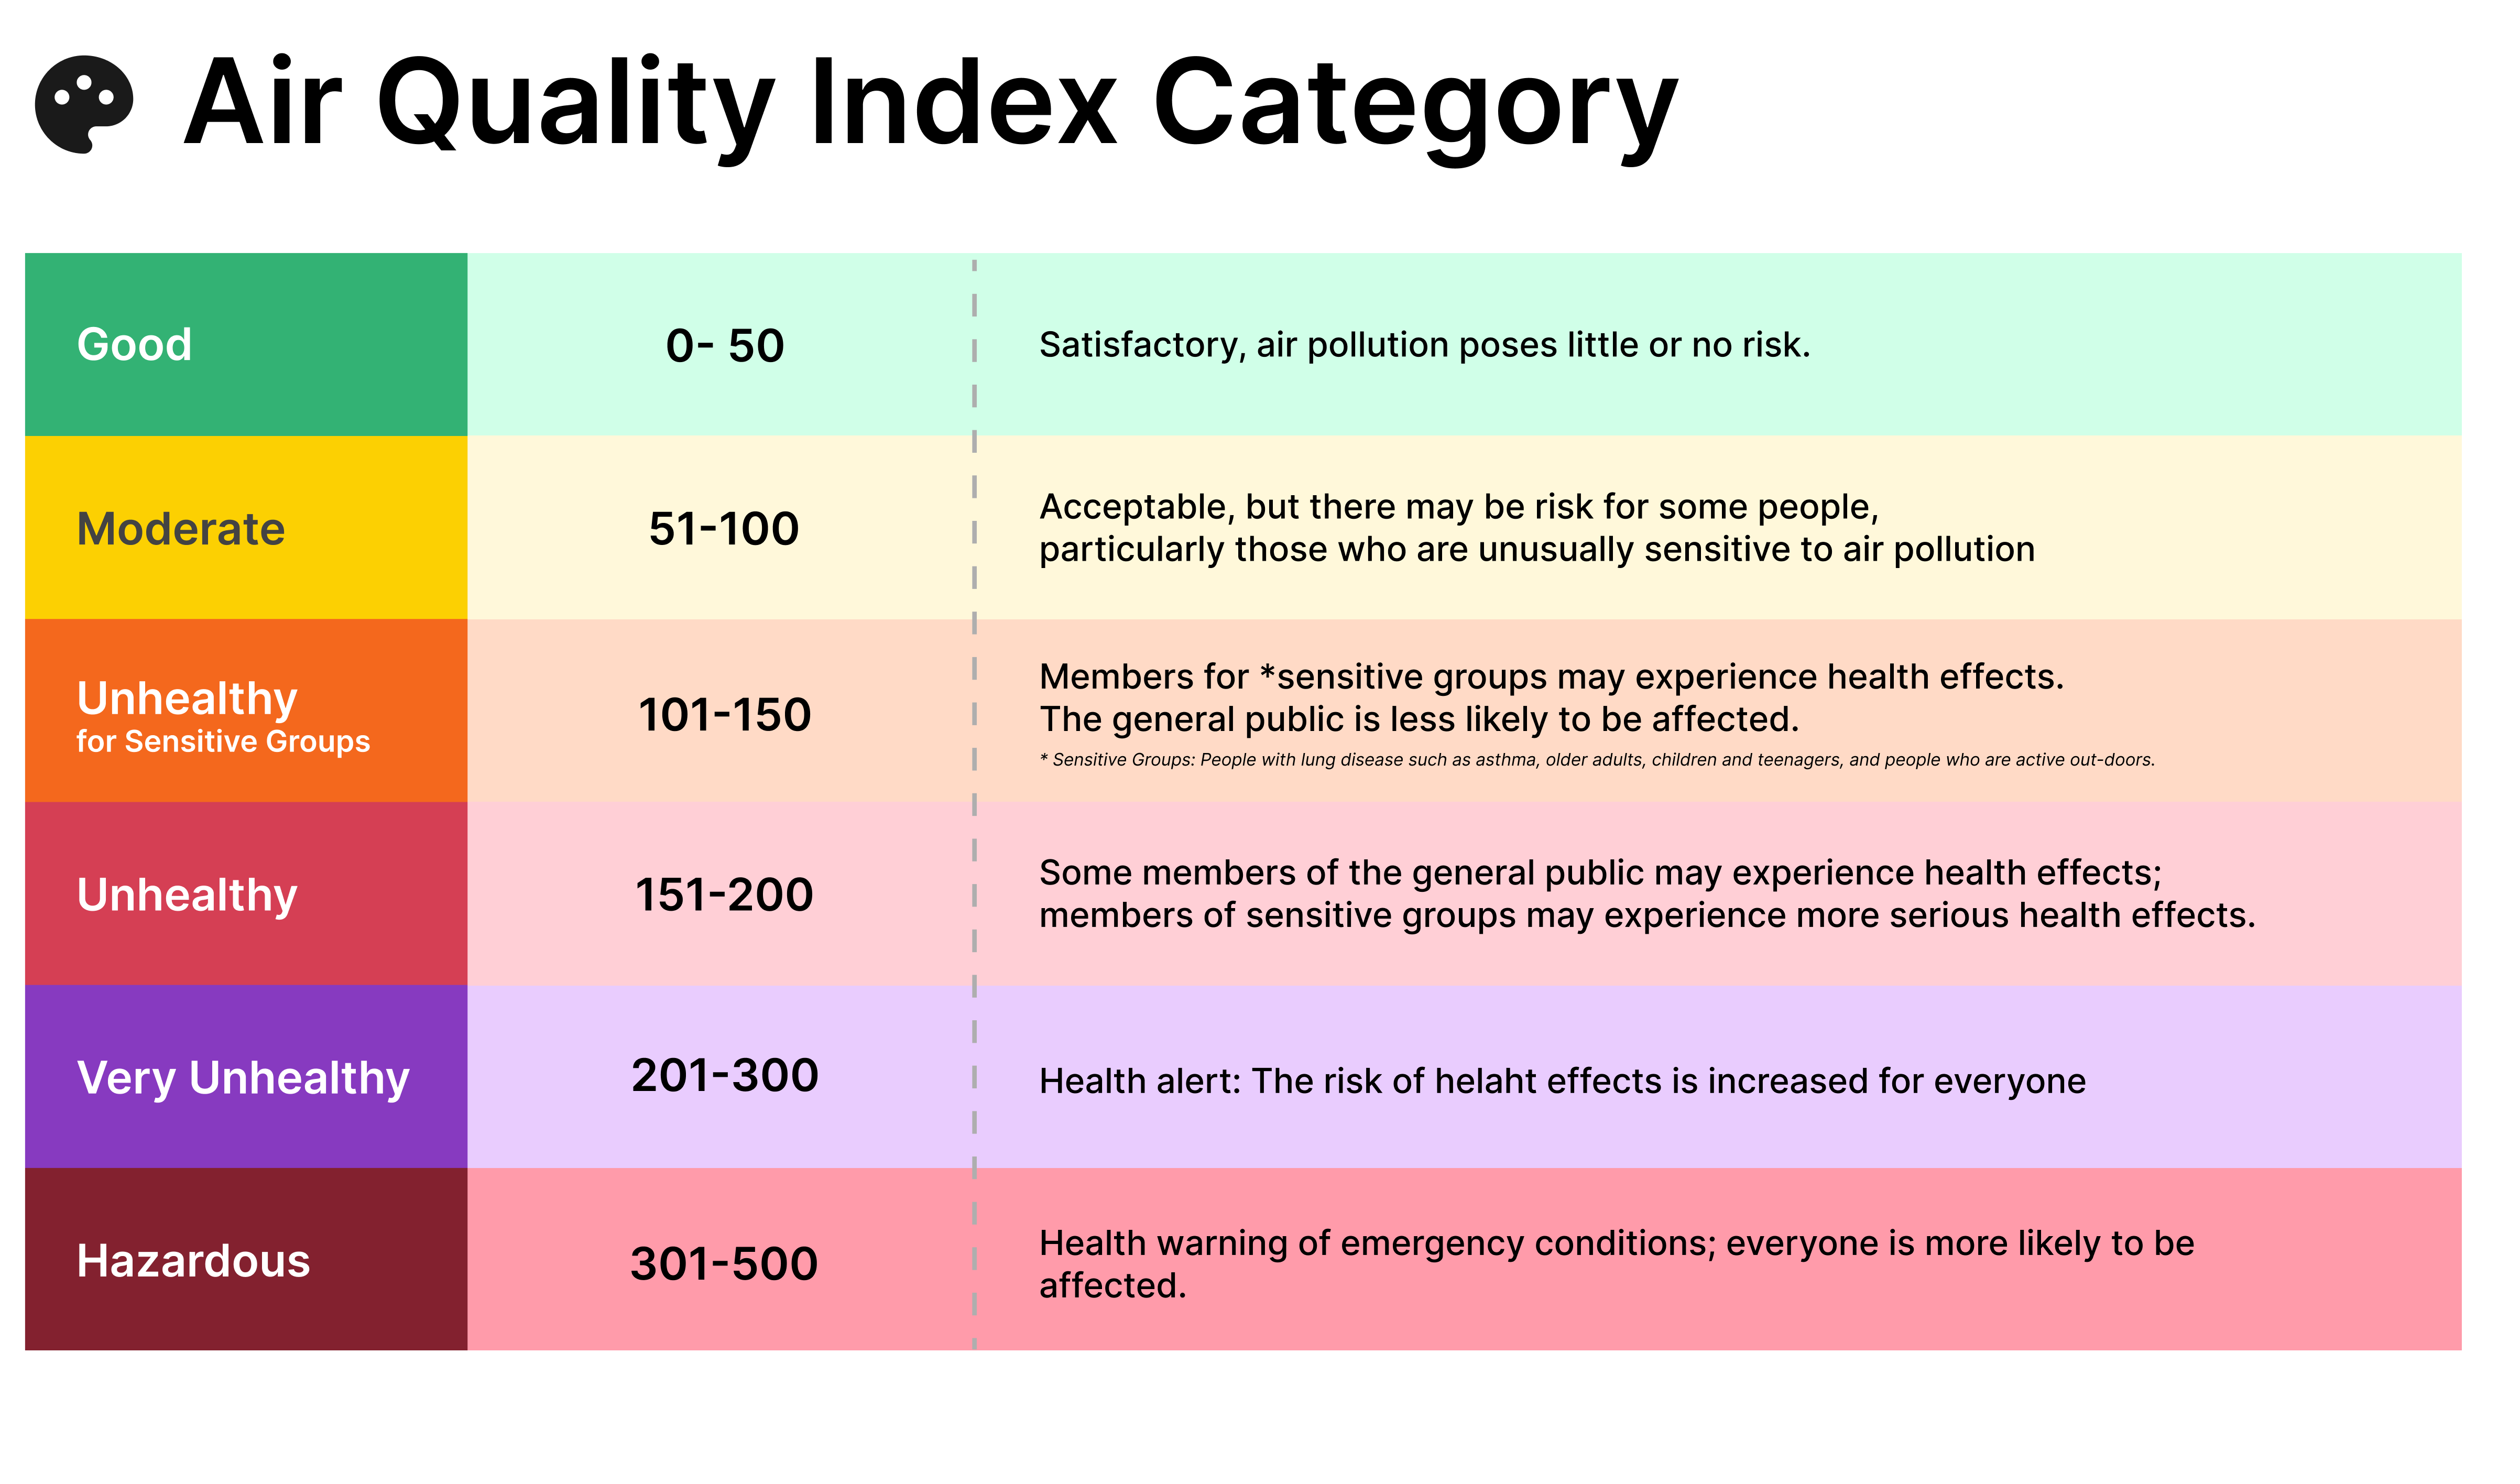 Air Quality Index Category
Good
0- 50
Satisfactory, air pollution poses little or no risk.
Moderate
51-100
Acceptable, but there may be risk for some people,
particularly those who are unusually sensitive to air pollution
Unhealthy
for Sensitive Groups
101-150
Members for *sensitive groups may experience health effects.
The general public is less likely to be affected.
* Sensitive Groups: People with lung disease such as asthma, older adults, children and teenagers, and people who are active out-doors.
Unhealthy
151-200
Some members of the general public may experience health effects;
members of sensitive groups may experience more serious health effects.
Very Unhealthy
201-300
Health alert: The risk of helaht effects is increased for everyone
Hazardous
301-500
Health warning of emergency conditions; everyone is more likely to be
affected.